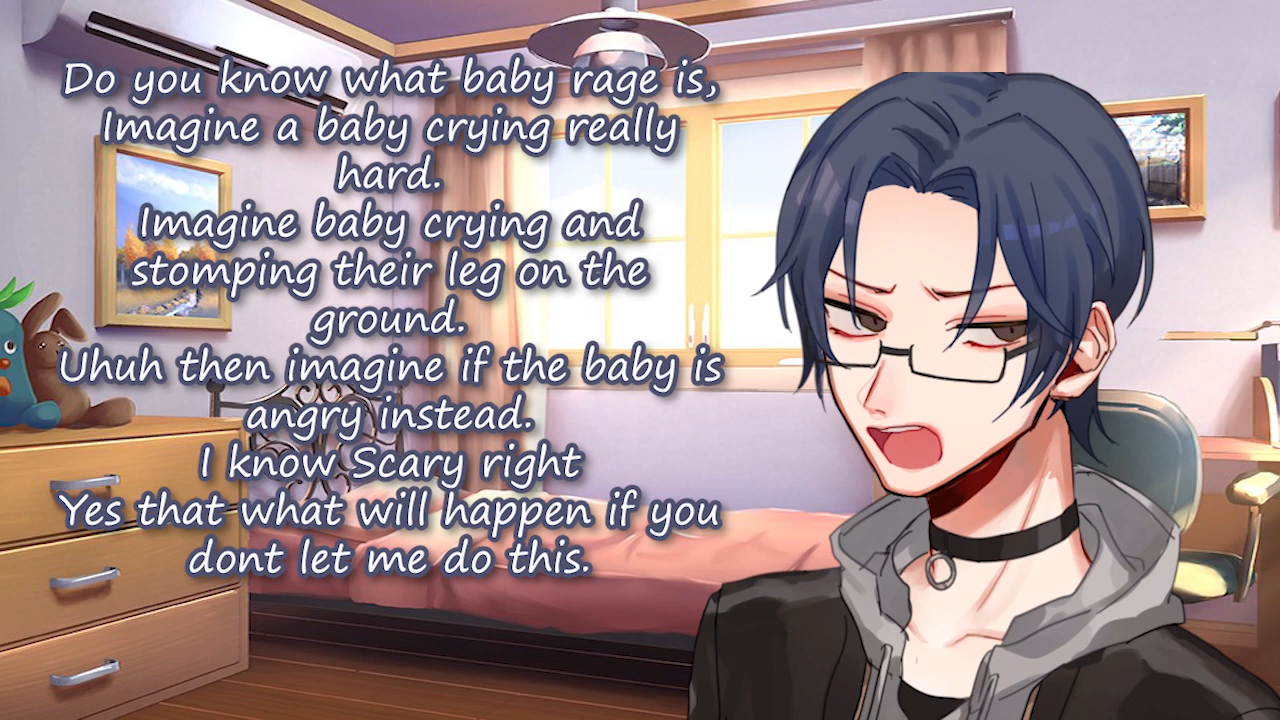 Do you know what baby rage is,
Imagine a baby crying really
hard.
Imagine baby crying and
stomping their leg on the
ground.
Uhuh then imagine if the baby is
angry instead.
I know Scary right
Yes that what will happen if you
dont let me do this.